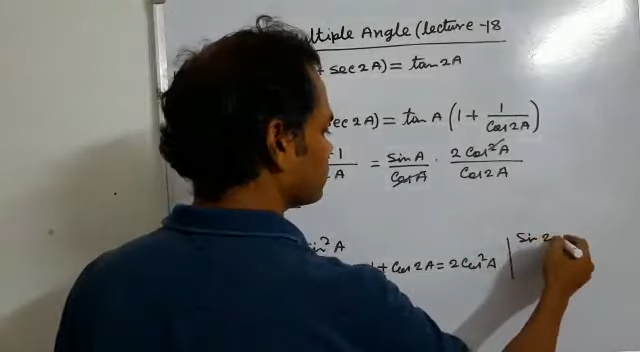 ltiple Angle (lecture -18
+ sec 2A) = tan 2A
ec 2A) = tan A (1 + 1/Cos 2A)
1/A = sin A/Cos A · 2 Cos²A/Cos 2A
in² A
1 + Cos 2A = 2 Cos² A | Sin 2